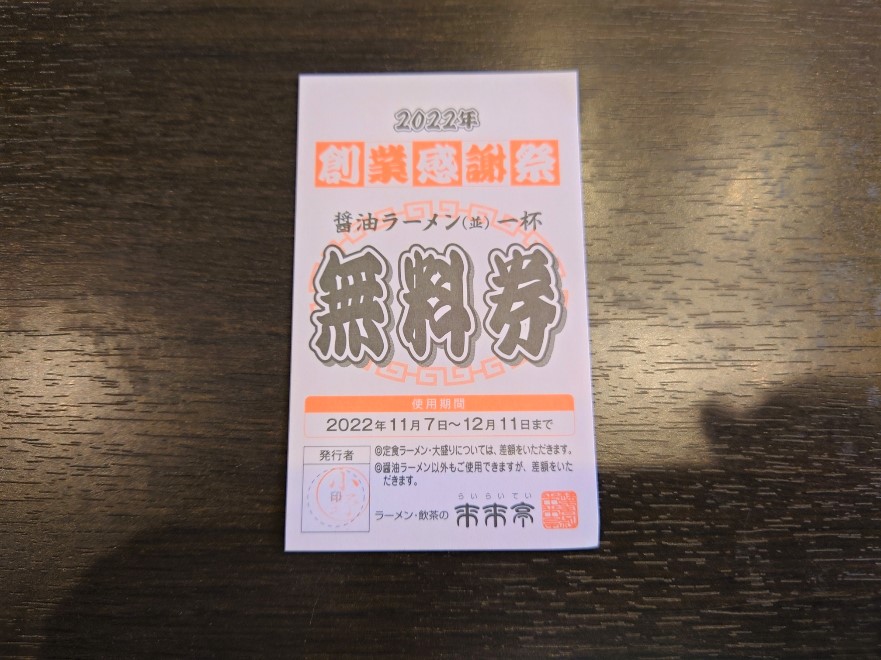 2022年
創業感謝祭
醤油ラーメン(並)一杯
無料券
使用期間
2022年11月7日～12月11日まで
発行者
印
◎定食ラーメン・大盛りについては、差額をいただきます。
◎醤油ラーメン以外もご使用できますが、差額をいた
だきます。
らいらいてい
ラーメン・飲茶の 来来亭